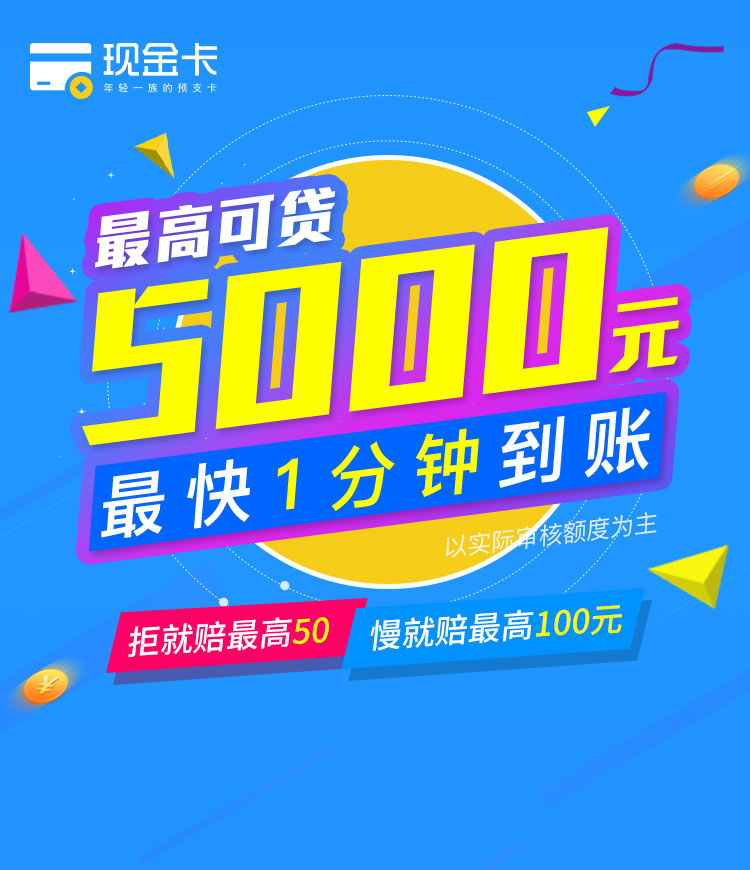 现金卡
年轻一族的预支卡
最高可贷
5000元
最快1分钟到账
以实际审核额度为主
拒就赔最高50
慢就赔最高100元
¥